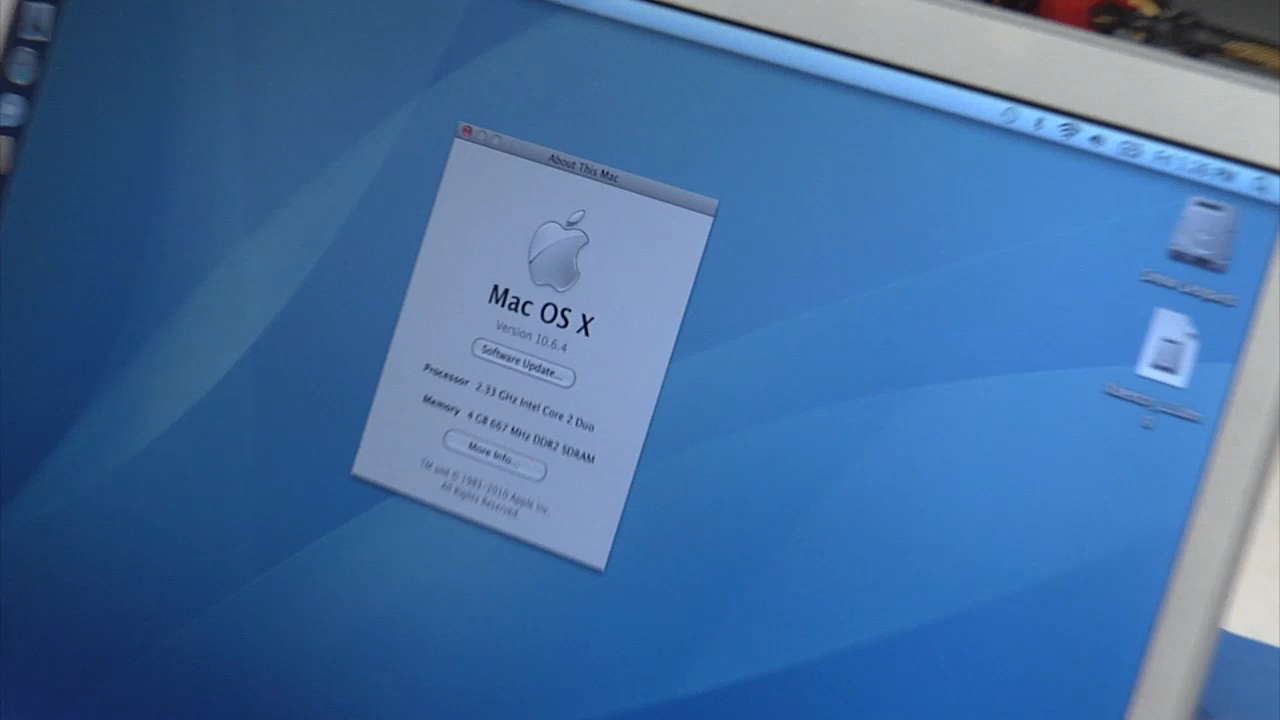 About This Mac
Mac OS X
Version 10.6.4
Software Update...
Processor 2.33 GHz Intel Core 2 Duo
Memory 4 GB 667 MHz DDR2 SDRAM
More Info...
TM and © 1983-2010 Apple Inc.
All Rights Reserved.